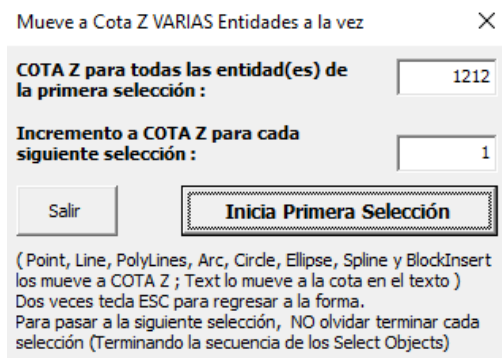 Mueve a Cota Z VARIAS Entidades a la vez
COTA Z para todas las entidad(es) de
la primera selección :
1212
Incremento a COTA Z para cada
siguiente selección :
1
Salir
Inicia Primera Selección
( Point, Line, PolyLines, Arc, Circle, Ellipse, Spline y BlockInsert
los mueve a COTA Z ; Text lo mueve a la cota en el texto )
Dos veces tecla ESC para regresar a la forma.
Para pasar a la siguiente selección, NO olvidar terminar cada
selección (Terminando la secuencia de los Select Objects)